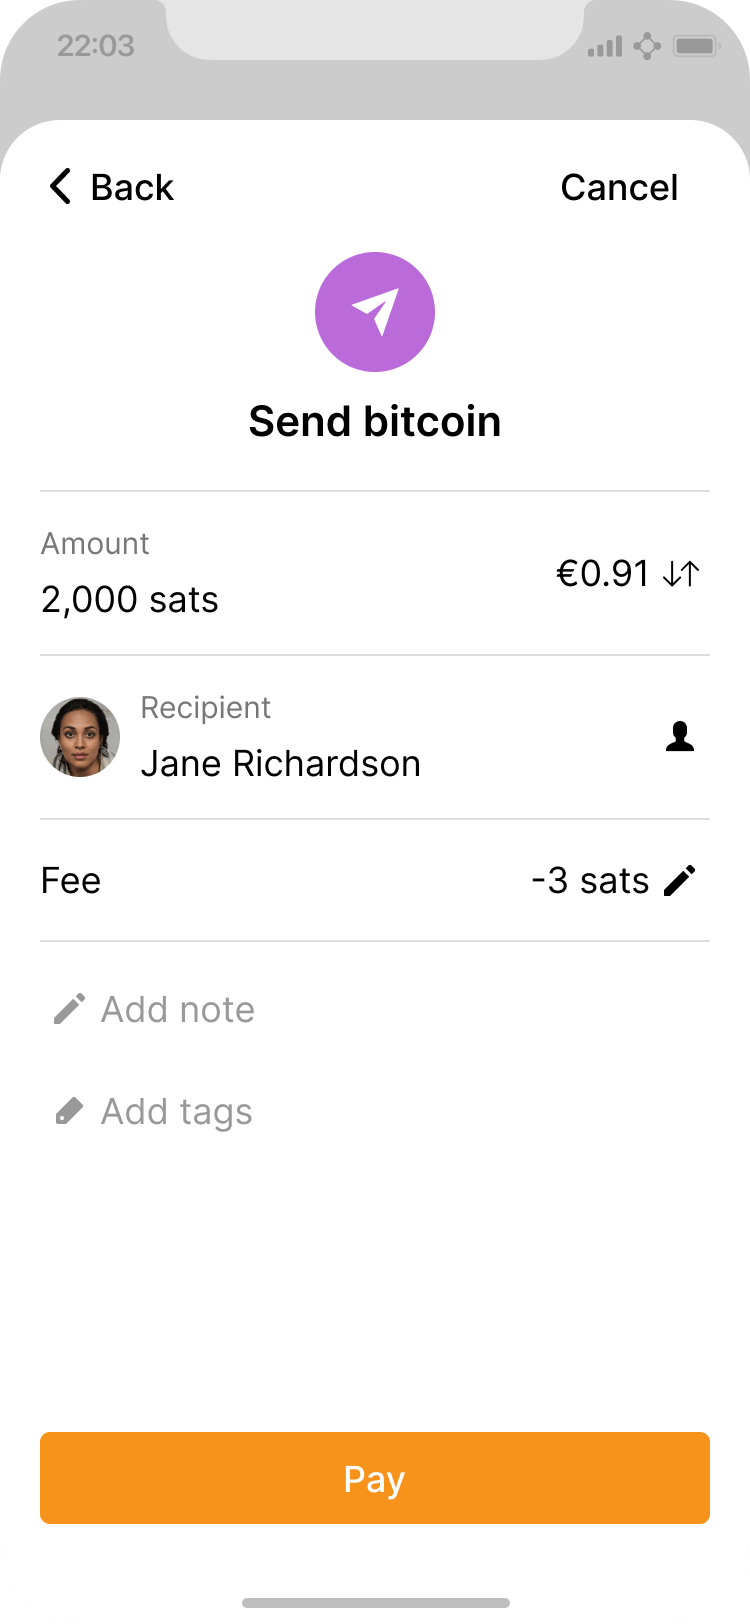 22:03
Back
Cancel
Send bitcoin
Amount
2,000 sats
€0.91
Recipient
Jane Richardson
Fee
-3 sats
Add note
Add tags
Pay